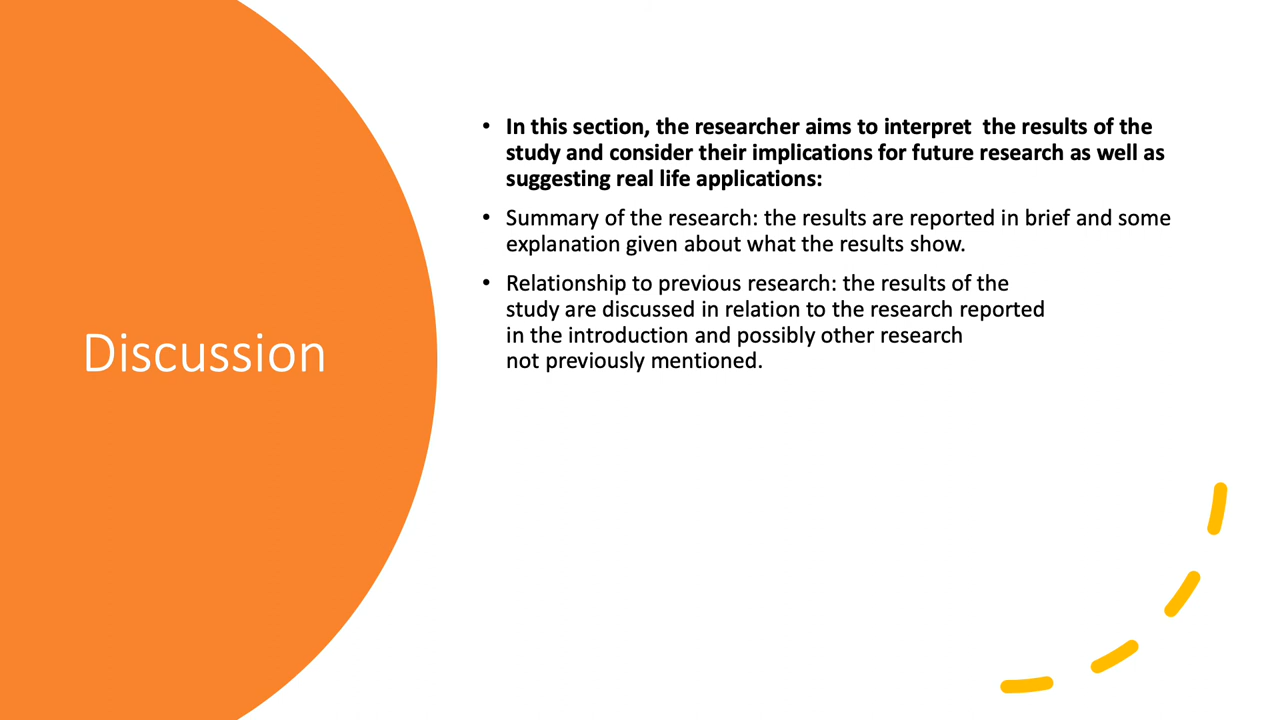 Discussion
• In this section, the researcher aims to interpret  the results of the
study and consider their implications for future research as well as
suggesting real life applications:
• Summary of the research: the results are reported in brief and some
explanation given about what the results show.
• Relationship to previous research: the results of the
study are discussed in relation to the research reported
in the introduction and possibly other research
not previously mentioned.